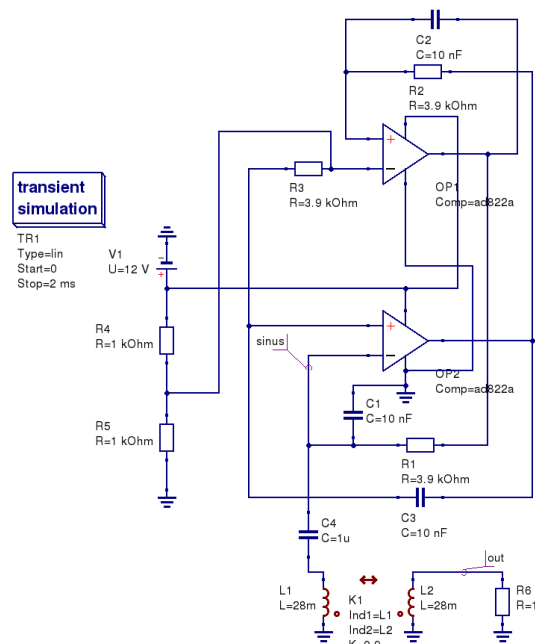 C2
C=10 nF
R2
R=3.9 kOhm
+
−
OP1
Comp=ad822a
R3
R=3.9 kOhm
transient
simulation
TR1
Type=lin
Start=0
Stop=2 ms
V1
U=12 V
−
+
R4
R=1 kOhm
sinus
+
−
OP2
Comp=ad822a
C1
C=10 nF
R5
R=1 kOhm
R1
R=3.9 kOhm
C3
C=10 nF
C4
C=1u
out
L1
L=28m
K1
Ind1=L1
Ind2=L2
L2
L=28m
R6